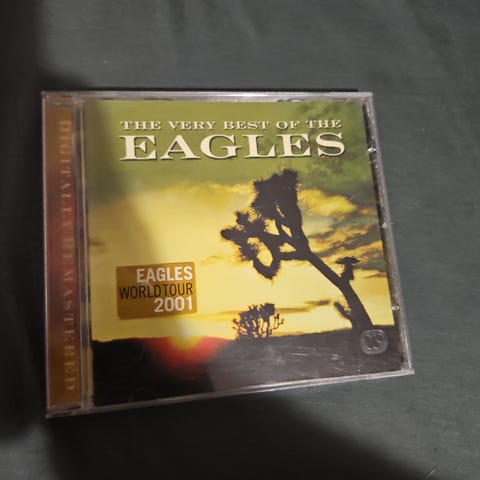 THE VERY BEST OF THE
EAGLES
EAGLES
WORLD TOUR
2001
DIGITALLY REMASTERED